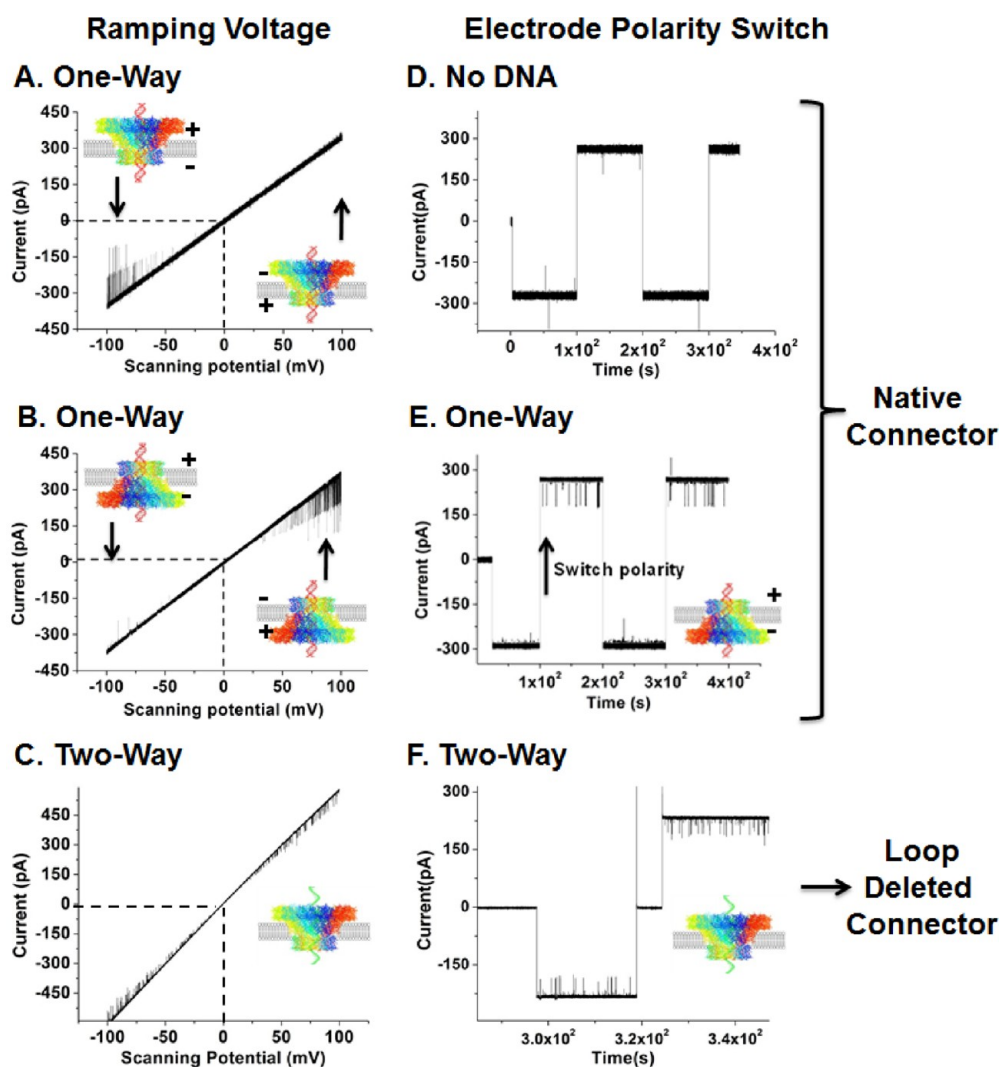 Ramping Voltage
Electrode Polarity Switch
A. One-Way
450
300
150
0
-150
-300
-450
Current (pA)
+
-
-
+
-100 -50 0 50 100
Scanning potential (mV)
D. No DNA
300
150
0
-150
-300
Current(pA)
0 1x10² 2x10² 3x10² 4x10²
Time (s)
B. One-Way
450
300
150
0
-150
-300
450
Current (pA)
+
-
-
+
-100 -50 0 50 100
Scanning potential (mV)
E. One-Way
300
150
0
-150
-300
Current (pA)
Switch polarity
+
-
1x10² 2x10² 3x10² 4x10²
Time (s)
Native
Connector
C. Two-Way
450
300
150
0
-150
-300
-450
Current (pA)
-100 -50 0 50 100
Scanning Potential (mV)
F. Two-Way
300
150
0
-150
Current(pA)
3.0x10² 3.2x10² 3.4x10²
Time(s)
Loop
Deleted
Connector